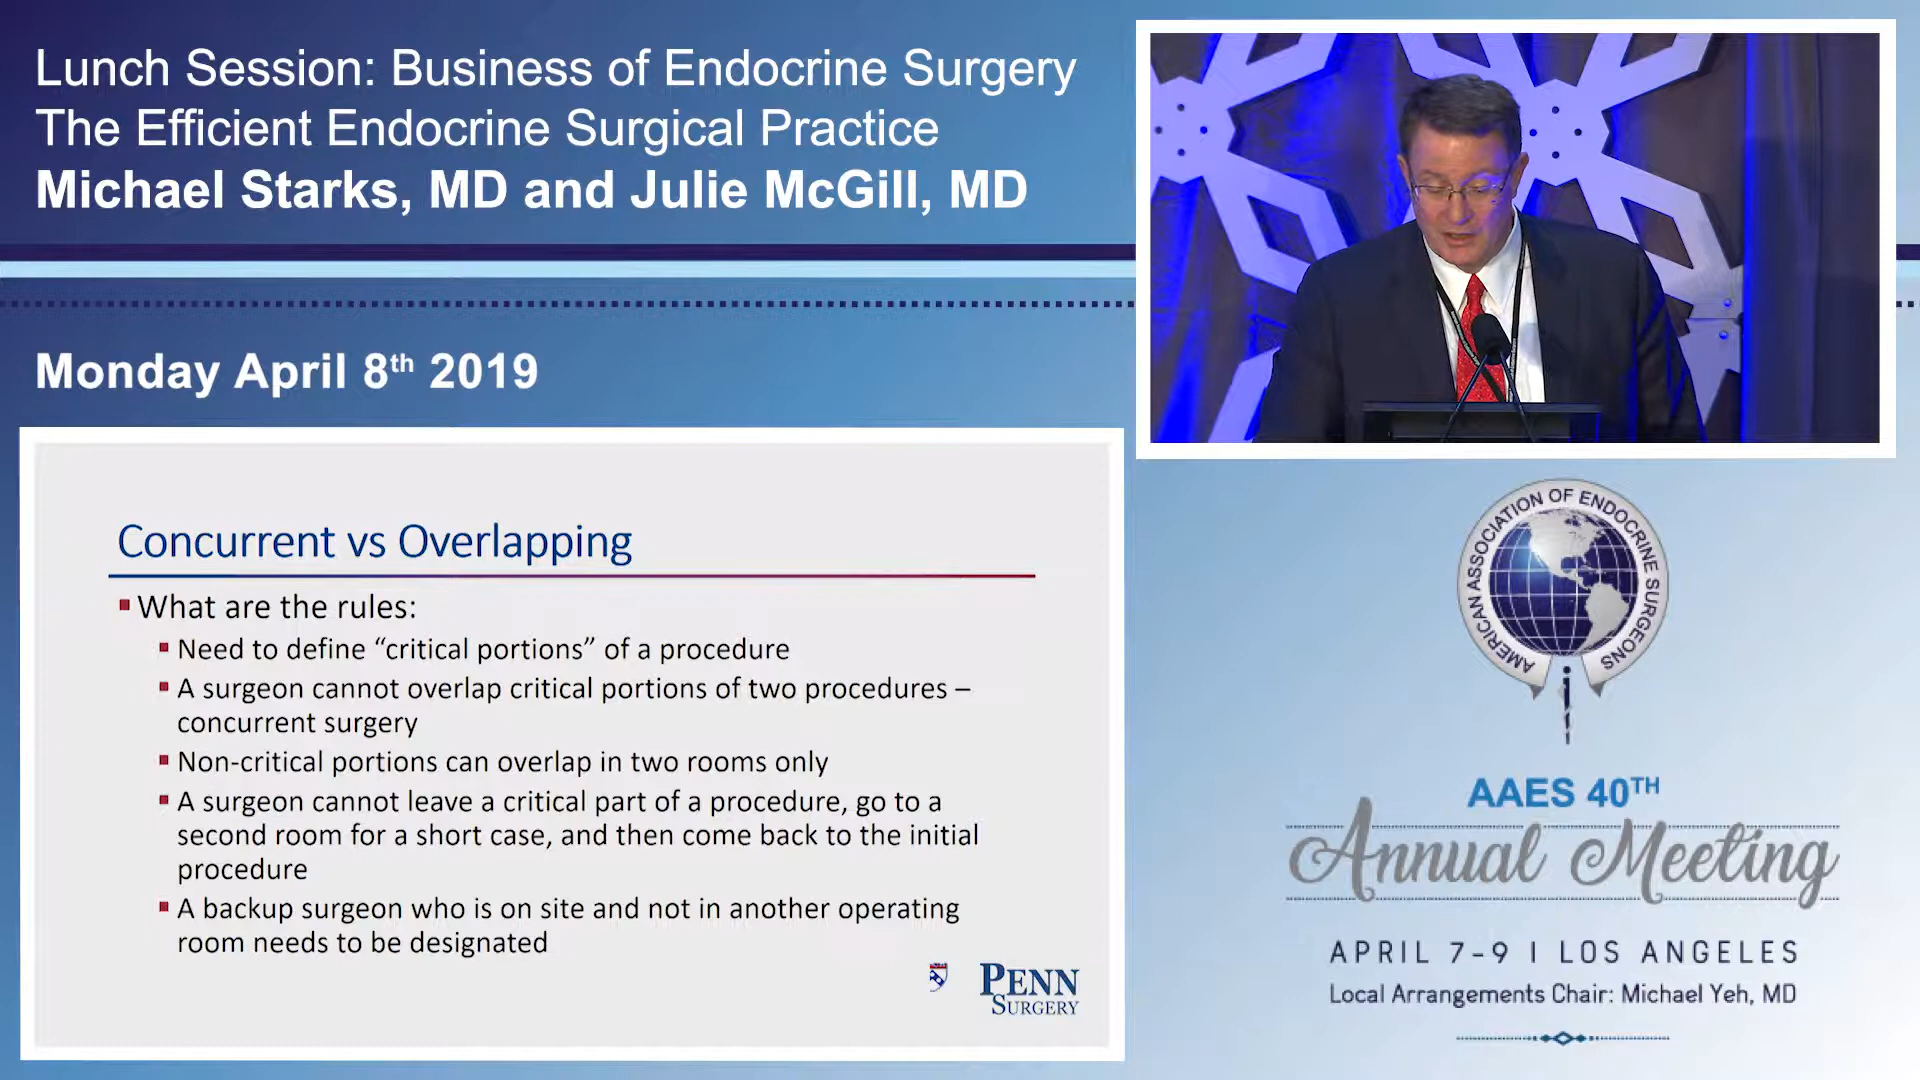 Lunch Session: Business of Endocrine Surgery
The Efficient Endocrine Surgical Practice
Michael Starks, MD and Julie McGill, MD
Monday April 8th 2019
Concurrent vs Overlapping
▪ What are the rules:
▪ Need to define “critical portions” of a procedure
▪ A surgeon cannot overlap critical portions of two procedures –
concurrent surgery
▪ Non-critical portions can overlap in two rooms only
▪ A surgeon cannot leave a critical part of a procedure, go to a
second room for a short case, and then come back to the initial
procedure
▪ A backup surgeon who is on site and not in another operating
room needs to be designated
PENN
SURGERY
AMERICAN ASSOCIATION OF ENDOCRINE SURGEONS
AAES 40TH
Annual Meeting
APRIL 7-9 | LOS ANGELES
Local Arrangements Chair: Michael Yeh, MD